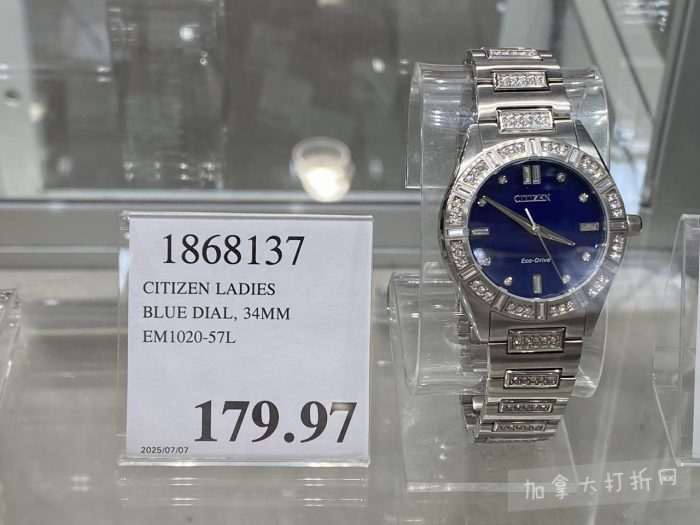 1868137
CITIZEN LADIES
BLUE DIAL, 34MM
EM1020-57L
179.97
2025/07/07
CITIZEN
Eco-Drive
加拿大打折网